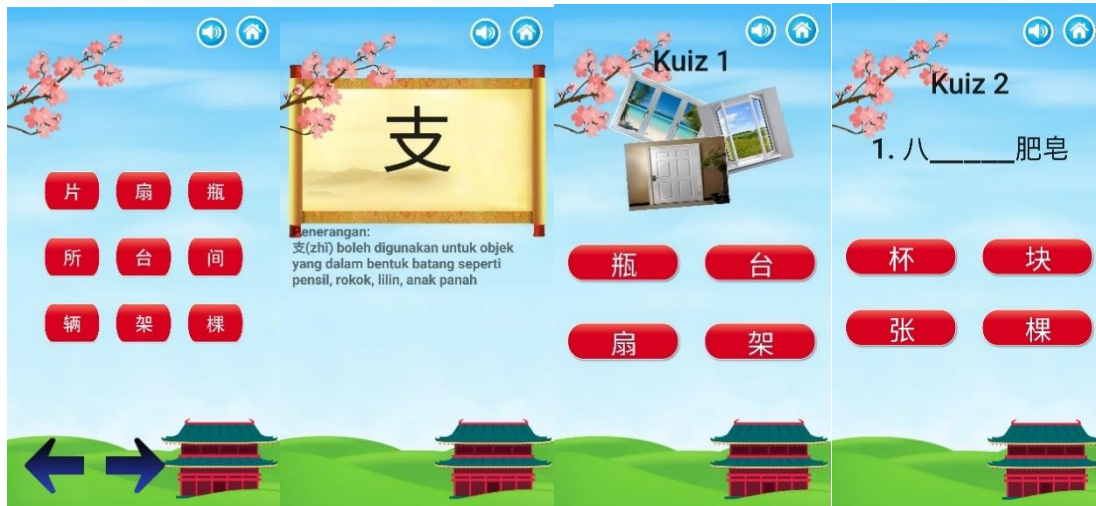 片 扇 瓶
所 台 间
辆 架 棵
支
Penerangan:
支(zhī) boleh digunakan untuk objek
yang dalam bentuk batang seperti
pensil, rokok, lilin, anak panah
Kuiz 1
瓶 台
扇 架
Kuiz 2
1. 八_____肥皂
杯 块
张 棵